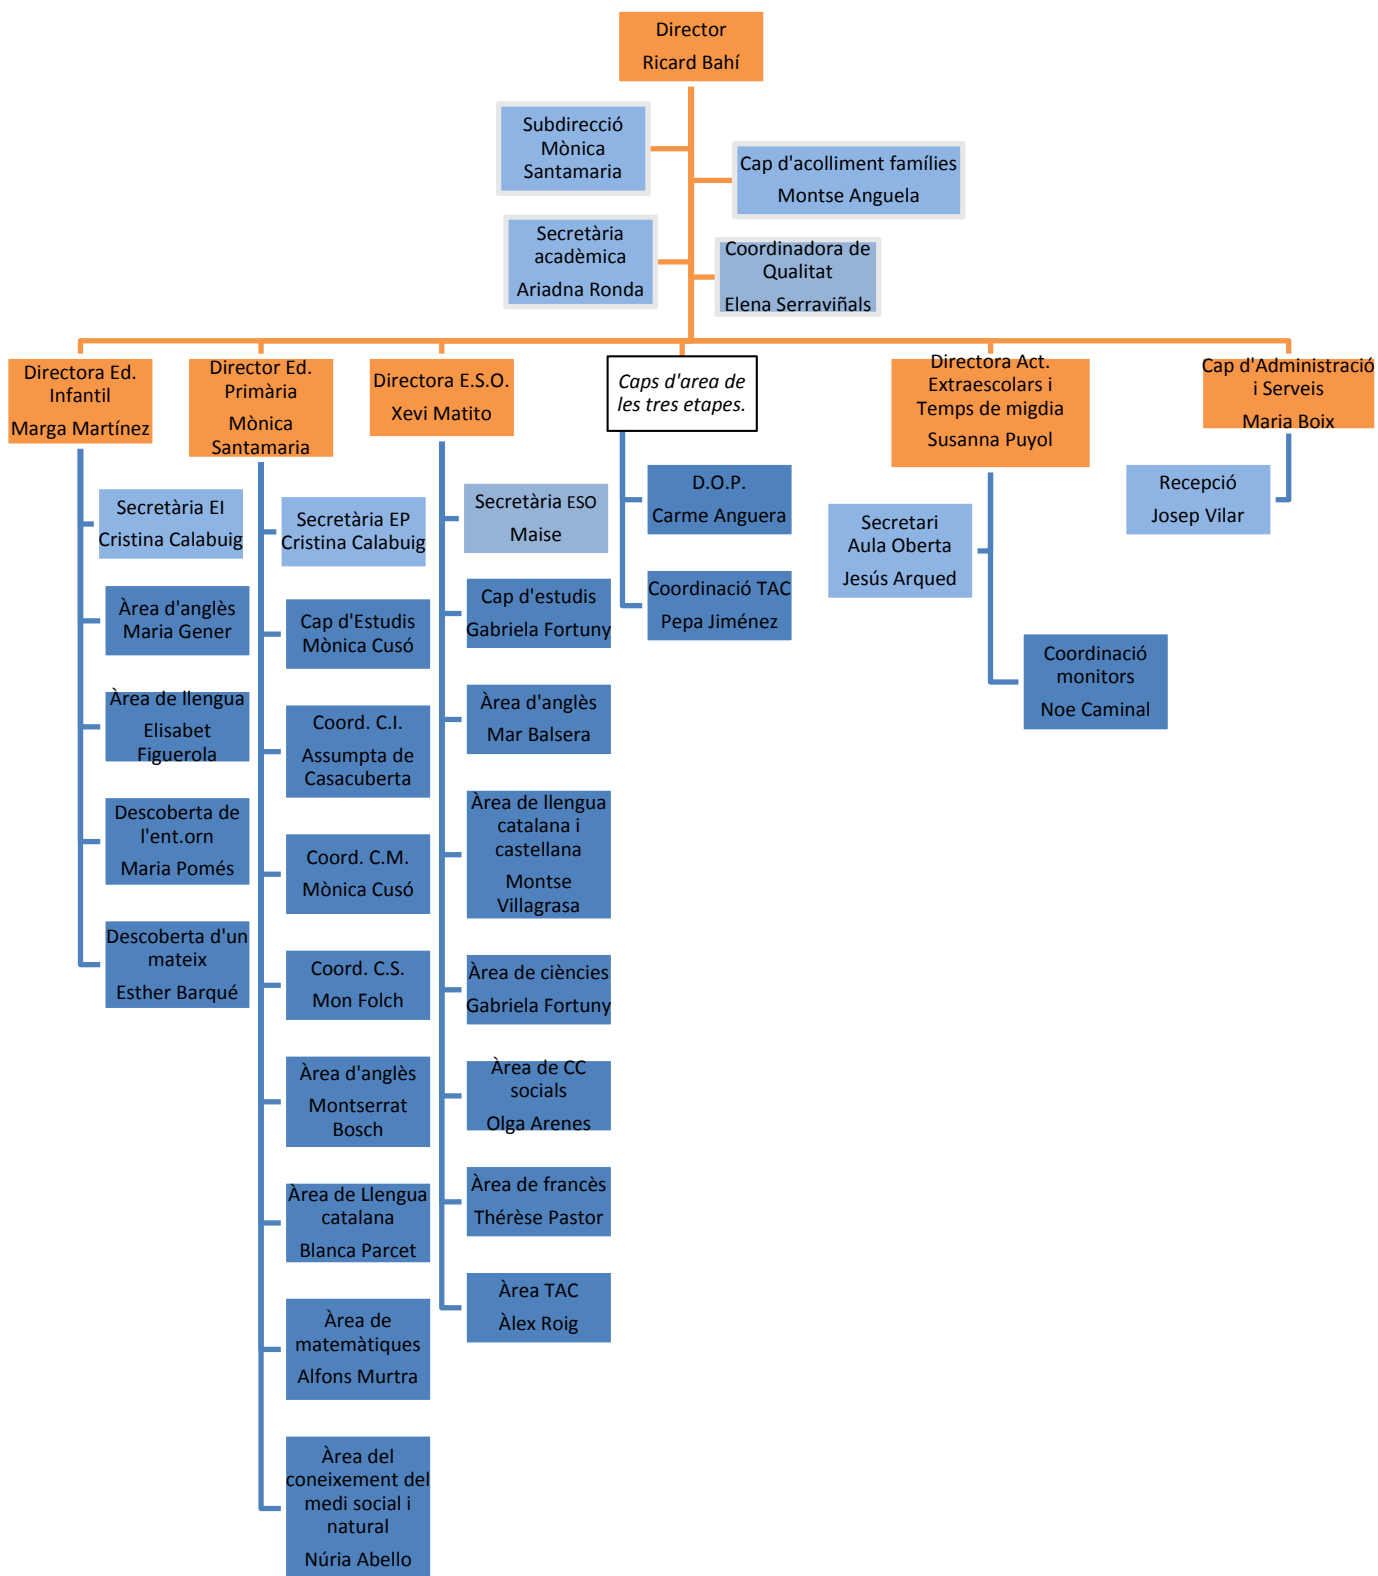 Director
Ricard Bahí
Subdirecció
Mònica
Santamaria
Cap d'acolliment famílies
Montse Anguela
Secretària
acadèmica
Ariadna Ronda
Coordinadora de
Qualitat
Elena Serraviñals
Directora Ed.
Infantil
Marga Martínez
Director Ed.
Primària
Mònica
Santamaria
Directora E.S.O.
Xevi Matito
Caps d'area de
les tres etapes.
Directora Act.
Extraescolars i
Temps de migdia
Susanna Puyol
Cap d'Administració
i Serveis
Maria Boix
Secretària EI
Cristina Calabuig
Àrea d'anglès
Maria Gener
Àrea de llengua
Elisabet
Figuerola
Descoberta de
l'ent.orn
Maria Pomés
Descoberta d'un
mateix
Esther Barqué
Secretària EP
Cristina Calabuig
Cap d'Estudis
Mònica Cusó
Coord. C.I.
Assumpta de
Casacuberta
Coord. C.M.
Mònica Cusó
Coord. C.S.
Mon Folch
Àrea d'anglès
Montserrat
Bosch
Àrea de Llengua
catalana
Blanca Parcet
Àrea de
matemàtiques
Alfons Murtra
Àrea del
coneixement del
medi social i
natural
Núria Abello
Secretària ESO
Maise
Cap d'estudis
Gabriela Fortuny
Àrea d'anglès
Mar Balsera
Àrea de llengua
catalana i
castellana
Montse
Villagrasa
Àrea de ciències
Gabriela Fortuny
Àrea de CC
socials
Olga Arenes
Àrea de francès
Thérèse Pastor
Àrea TAC
Àlex Roig
D.O.P.
Carme Anguera
Coordinació TAC
Pepa Jiménez
Secretari
Aula Oberta
Jesús Arqued
Coordinació
monitors
Noe Caminal
Recepció
Josep Vilar